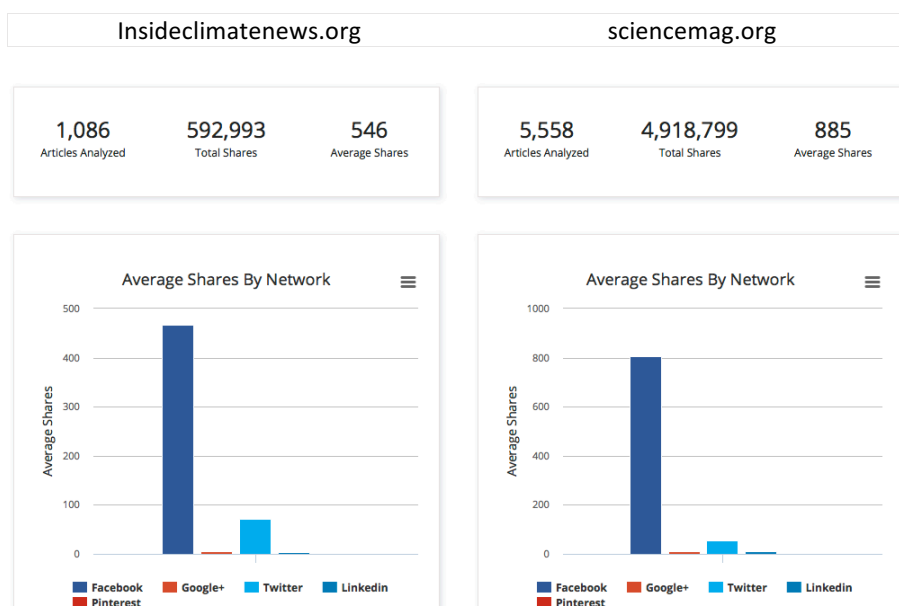 Insideclimatenews.org
sciencemag.org
1,086 592,993 546
Articles Analyzed Total Shares Average Shares
5,558 4,918,799 885
Articles Analyzed Total Shares Average Shares
Average Shares By Network
500
400
300
200
100
0
Average Shares
Facebook Google+ Twitter Linkedin
Pinterest
Average Shares By Network
1000
800
600
400
200
0
Average Shares
Facebook Google+ Twitter Linkedin
Pinterest